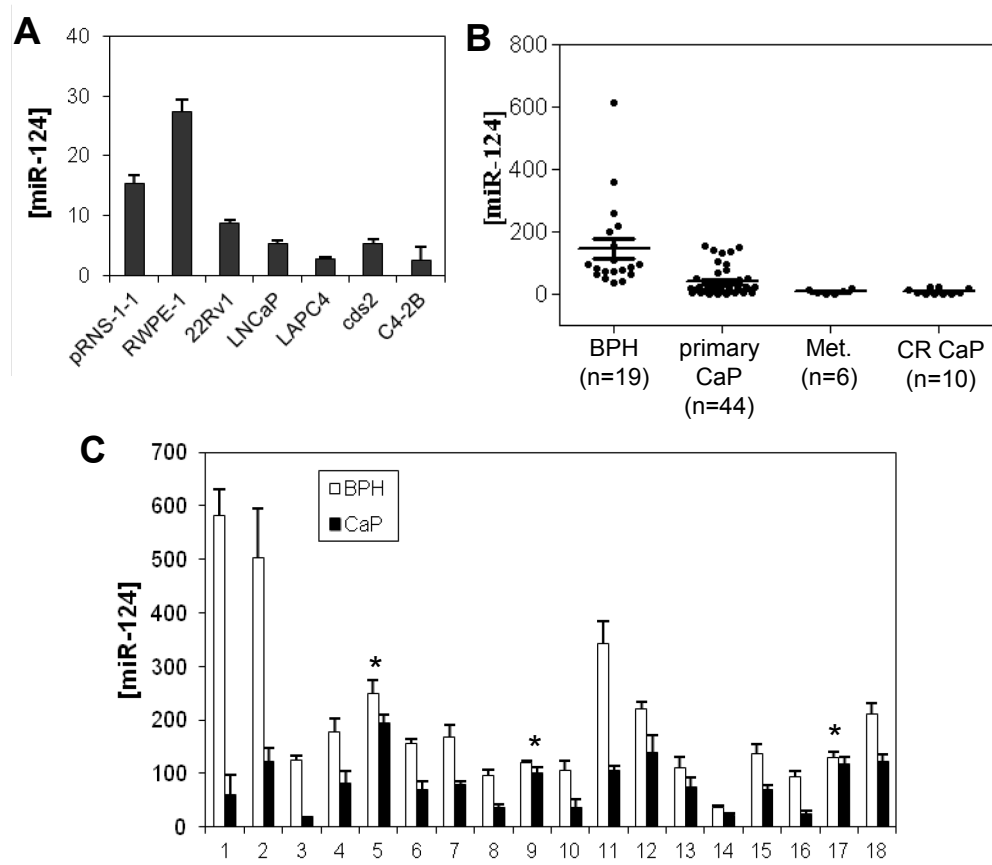 A
40
30
20
10
0
[miR-124]
pRNS-1-1
RWPE-1
22Rv1
LNCaP
LAPC4
cds2
C4-2B
B
800
600
400
200
0
[miR-124]
BPH
(n=19)
primary
CaP
(n=44)
Met.
(n=6)
CR CaP
(n=10)
C
700
600
500
400
300
200
100
0
[miR-124]
BPH
CaP
* * *
1 2 3 4 5 6 7 8 9 10 11 12 13 14 15 16 17 18